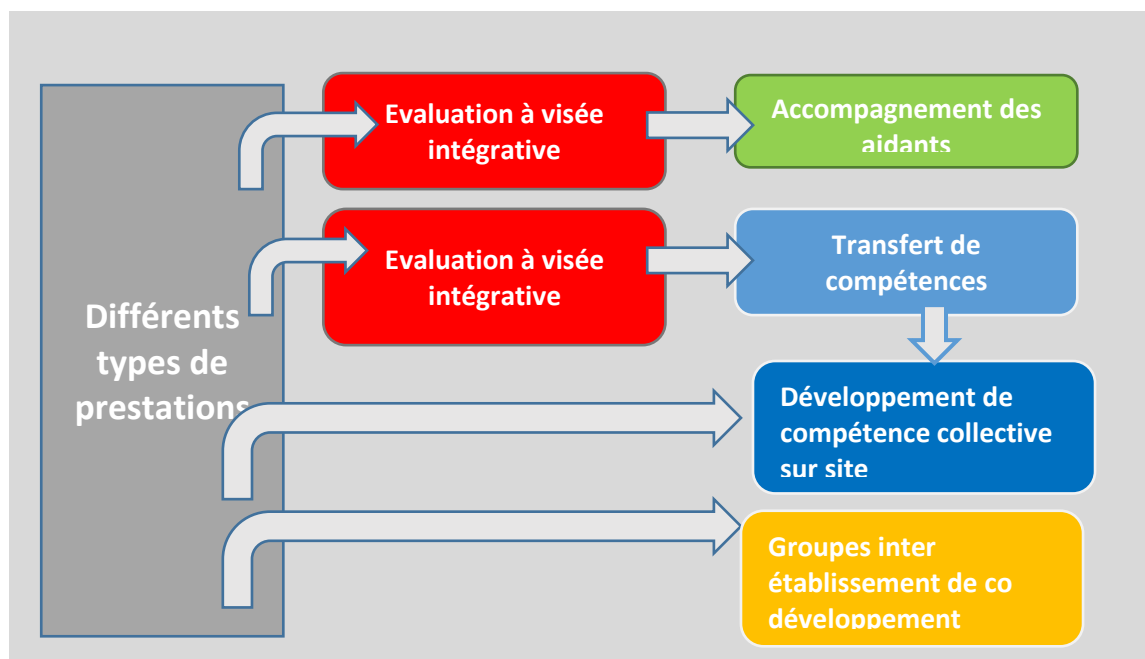 Différents
types de
prestations
Evaluation à visée
intégrative
Accompagnement des
aidants
Evaluation à visée
intégrative
Transfert de
compétences
Développement de
compétence collective
sur site
Groupes inter
établissement de co
développement